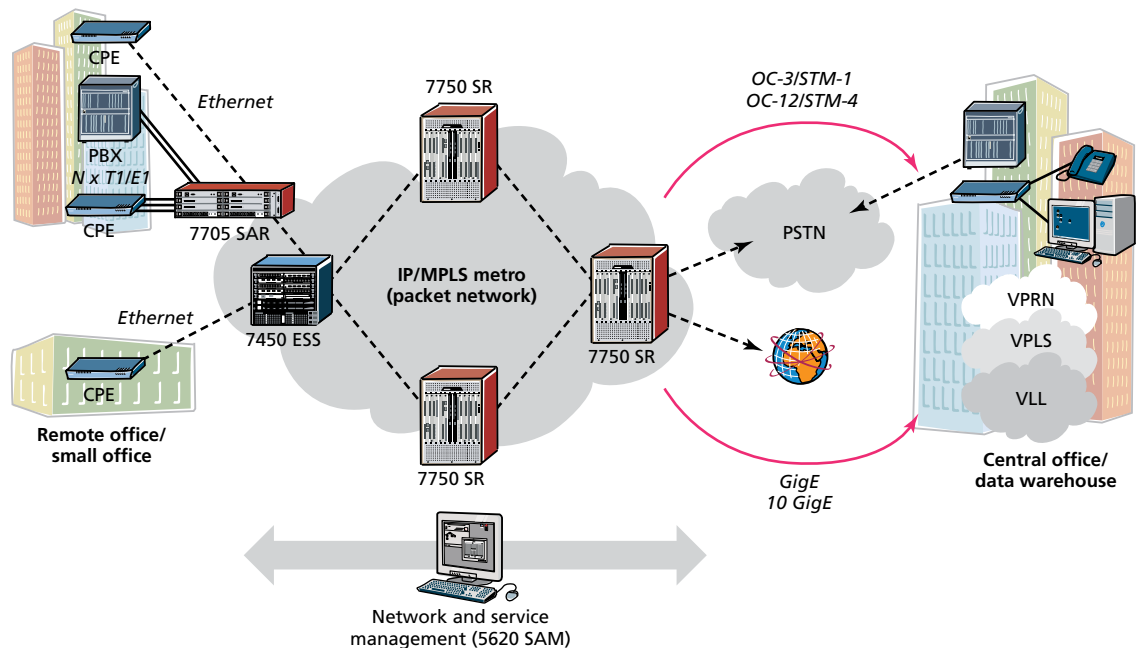 CPE
Ethernet
PBX
N x T1/E1
CPE
7705 SAR
7750 SR
OC-3/STM-1
OC-12/STM-4
PSTN
IP/MPLS metro
(packet network)
Ethernet
7450 ESS
7750 SR
VPRN
VPLS
VLL
CPE
Remote office/
small office
7750 SR
GigE
10 GigE
Central office/
data warehouse
Network and service
management (5620 SAM)